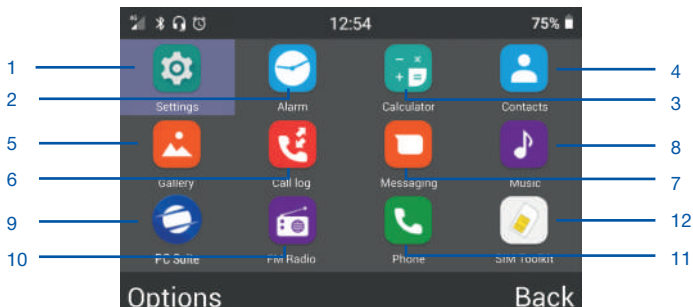 4G 12:54 75%
1 4
2 Settings Alarm Calculator Contacts 3
5 8
6 Gallery Call log Messaging Music 7
9 12
10 PC Suite FM Radio Phone SIM Toolkit 11
Options Back